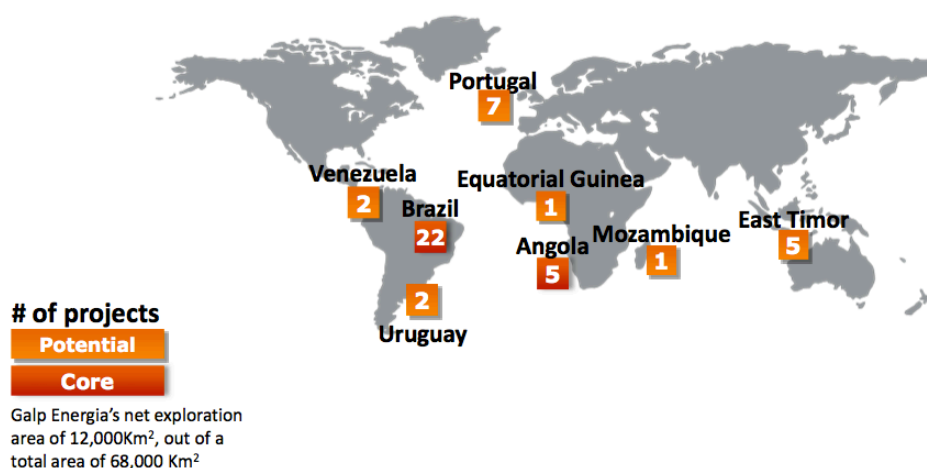 Portugal
7
Venezuela
2
Equatorial Guinea
1
Brazil
22
Angola
5
Mozambique
1
East Timor
5
2
Uruguay
# of projects
Potential
Core
Galp Energia’s net exploration
area of 12,000Km², out of a
total area of 68,000 Km²